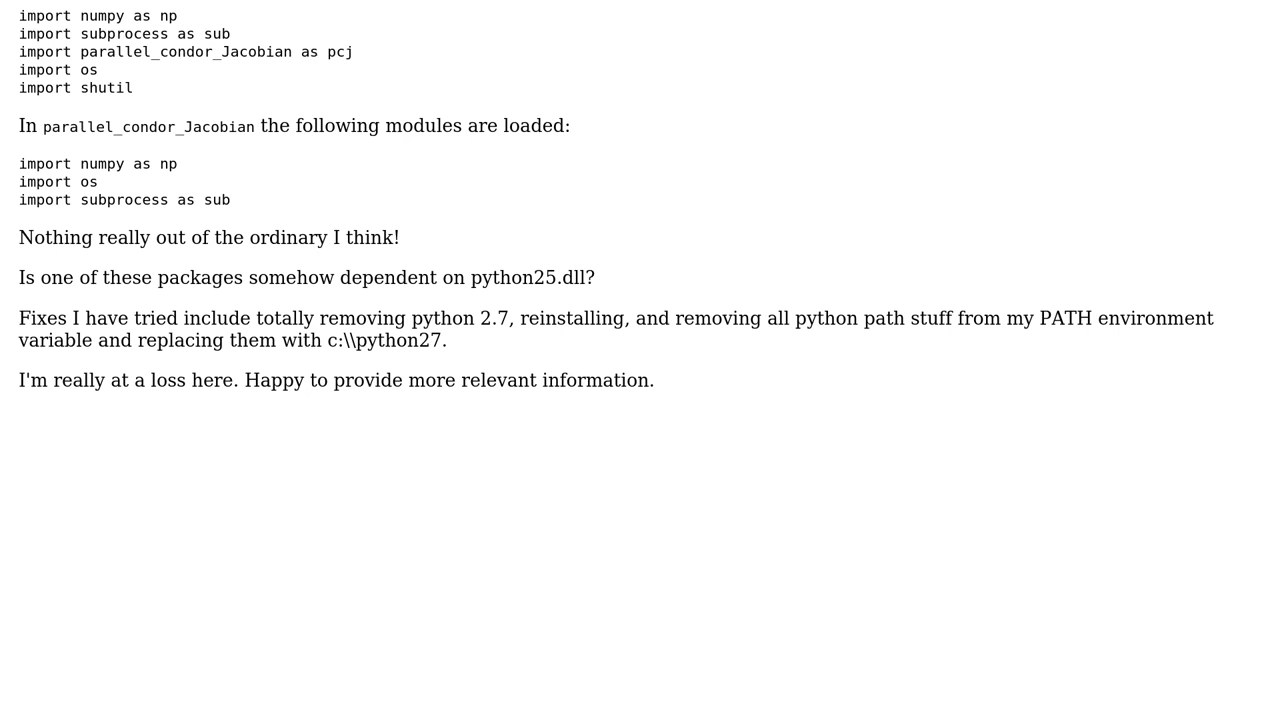 import numpy as np
import subprocess as sub
import parallel_condor_Jacobian as pcj
import os
import shutil
In parallel_condor_Jacobian the following modules are loaded:
import numpy as np
import os
import subprocess as sub
Nothing really out of the ordinary I think!
Is one of these packages somehow dependent on python25.dll?
Fixes I have tried include totally removing python 2.7, reinstalling, and removing all python path stuff from my PATH environment
variable and replacing them with c:\\python27.
I'm really at a loss here. Happy to provide more relevant information.